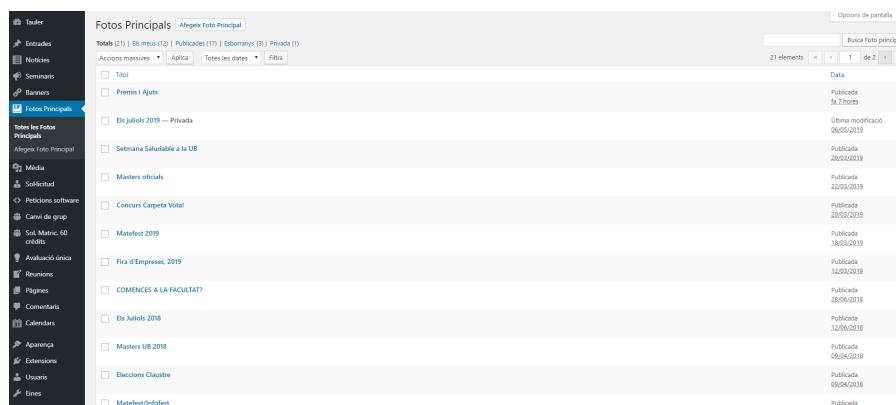 Opcions de pantalla
Tauler
Entrades
Notícies
Seminaris
Banners
Fotos Principals
Totes les Fotos
Principals
Afegeix Foto Principal
Mèdia
Sol·licitud
Peticions software
Canvi de grup
Sol. Matric. 60
crèdits
Avaluació única
Reunions
Pàgines
Comentaris
Calendars
Aparença
Extensions
Usuaris
Eines
Fotos Principals Afegeix Foto Principal
Totals (21) | Els meus (12) | Publicades (17) | Esborranys (3) | Privada (1)
Busca Foto princip
Accions massives Aplica Totes les dates Filtra
21 elements « ‹ 1 de 2 ›
Títol Data
Premis i Ajuts Publicada
fa 7 hores
Els juliols 2019 — Privada Última modificació
06/05/2019
Setmana Saludable a la UB Publicada
29/03/2019
Màsters oficials Publicada
22/03/2019
Concurs Carpeta Vota! Publicada
20/03/2019
Matefest 2019 Publicada
18/03/2019
Fira d'Empreses, 2019 Publicada
12/03/2019
COMENCES A LA FACULTAT? Publicada
28/06/2018
Els Juliols 2018 Publicada
12/06/2018
Masters UB 2018 Publicada
09/04/2018
Eleccions Claustre Publicada
09/04/2018
Matefest/Infofest Publicada